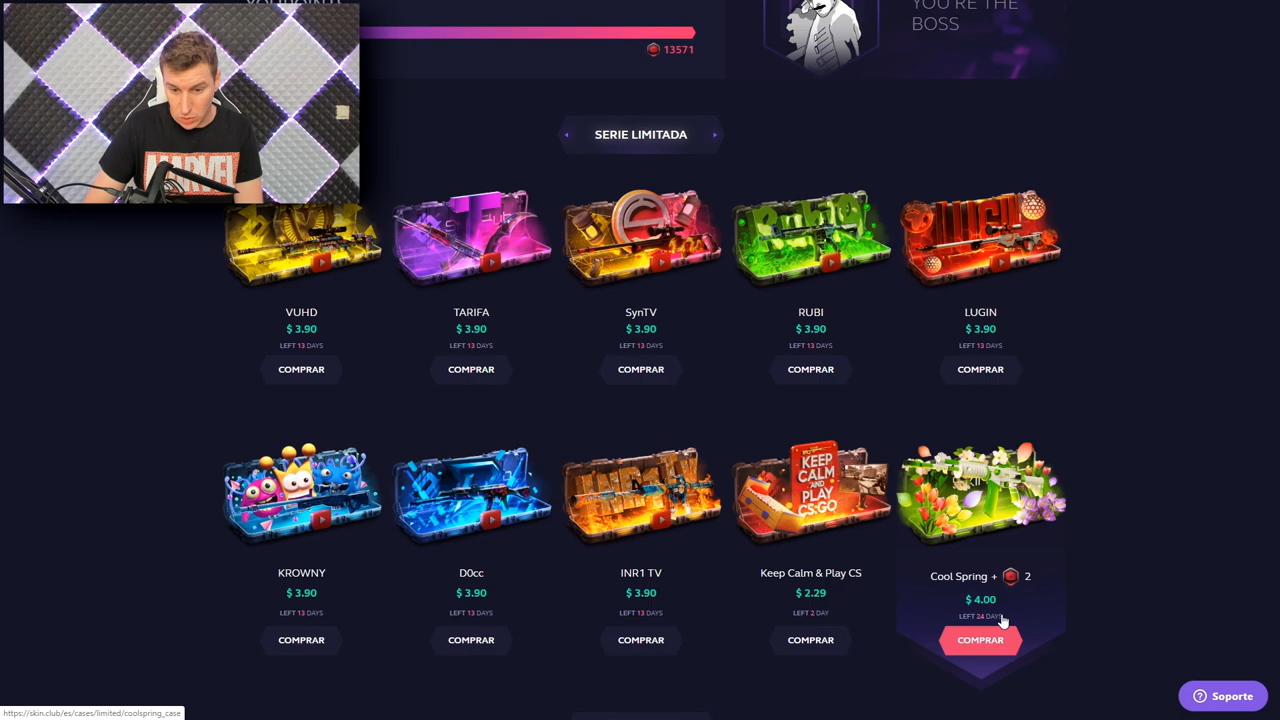 YOU'RE THE
BOSS
13571
MARVEL
SERIE LIMITADA
RUBIO
LUGIN
VUHD
TARIFA
SynTV
RUBI
LUGIN
$ 3.90
$ 3.90
$ 3.90
$ 3.90
$ 3.90
LEFT 13 DAYS
LEFT 13 DAYS
LEFT 13 DAYS
LEFT 13 DAYS
LEFT 13 DAYS
COMPRAR
COMPRAR
COMPRAR
COMPRAR
COMPRAR
KEEP
CALM
AND
PLAY
CS:GO
KROWNY
D0cc
INR1 TV
Keep Calm & Play CS
Cool Spring + 2
$ 3.90
$ 3.90
$ 3.90
$ 2.29
$ 4.00
LEFT 13 DAYS
LEFT 13 DAYS
LEFT 13 DAYS
LEFT 2 DAY
LEFT 24 DAYS
COMPRAR
COMPRAR
COMPRAR
COMPRAR
COMPRAR
Soporte
https://skin.club/es/cases/limited/coolspring_case